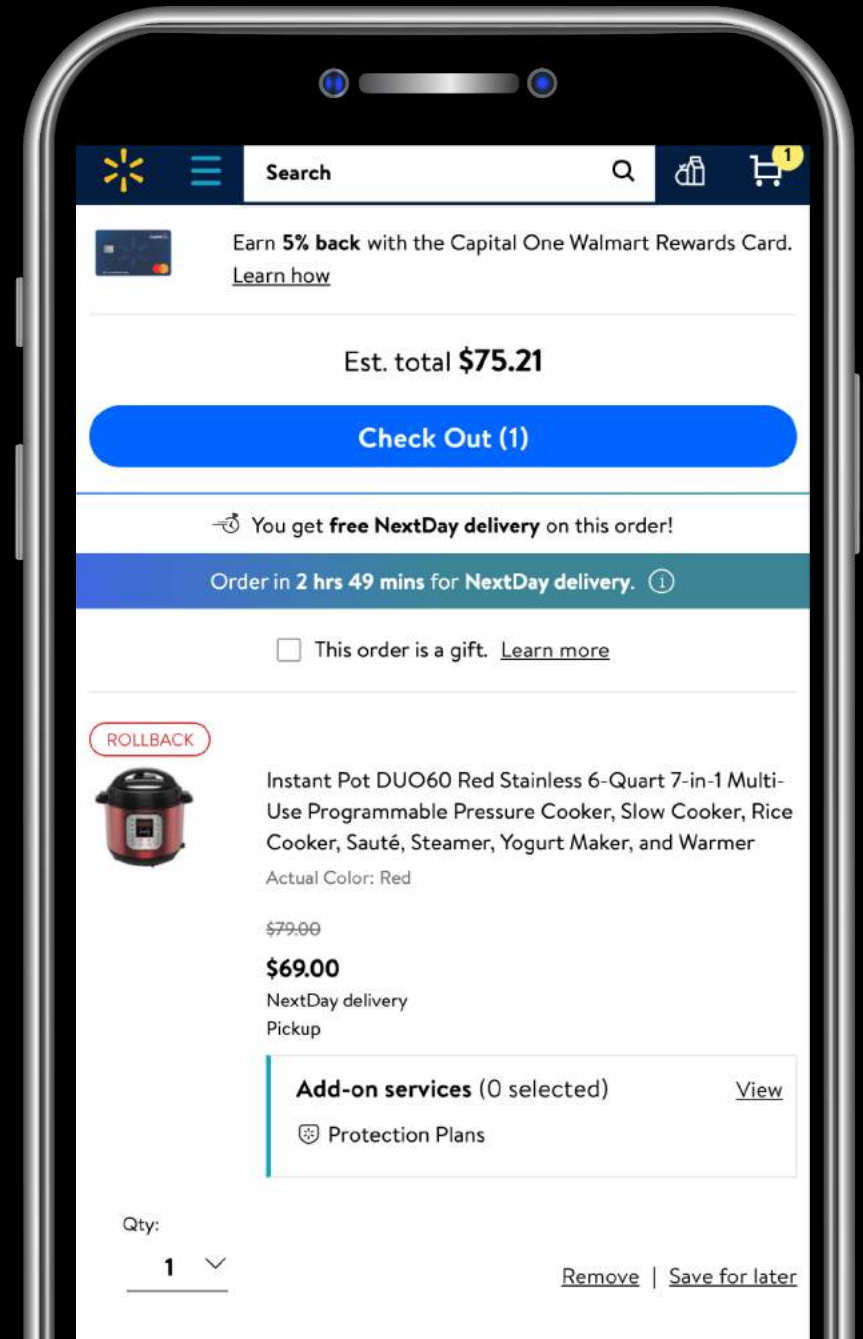 1
Search
Earn 5% back with the Capital One Walmart Rewards Card.
Learn how
Est. total $75.21
Check Out (1)
You get free NextDay delivery on this order!
Order in 2 hrs 49 mins for NextDay delivery.
This order is a gift. Learn more
ROLLBACK
Instant Pot DUO60 Red Stainless 6-Quart 7-in-1 Multi-
Use Programmable Pressure Cooker, Slow Cooker, Rice
Cooker, Sauté, Steamer, Yogurt Maker, and Warmer
Actual Color: Red
$79.00
$69.00
NextDay delivery
Pickup
Add-on services (0 selected) View
Protection Plans
Qty:
1
Remove | Save for later